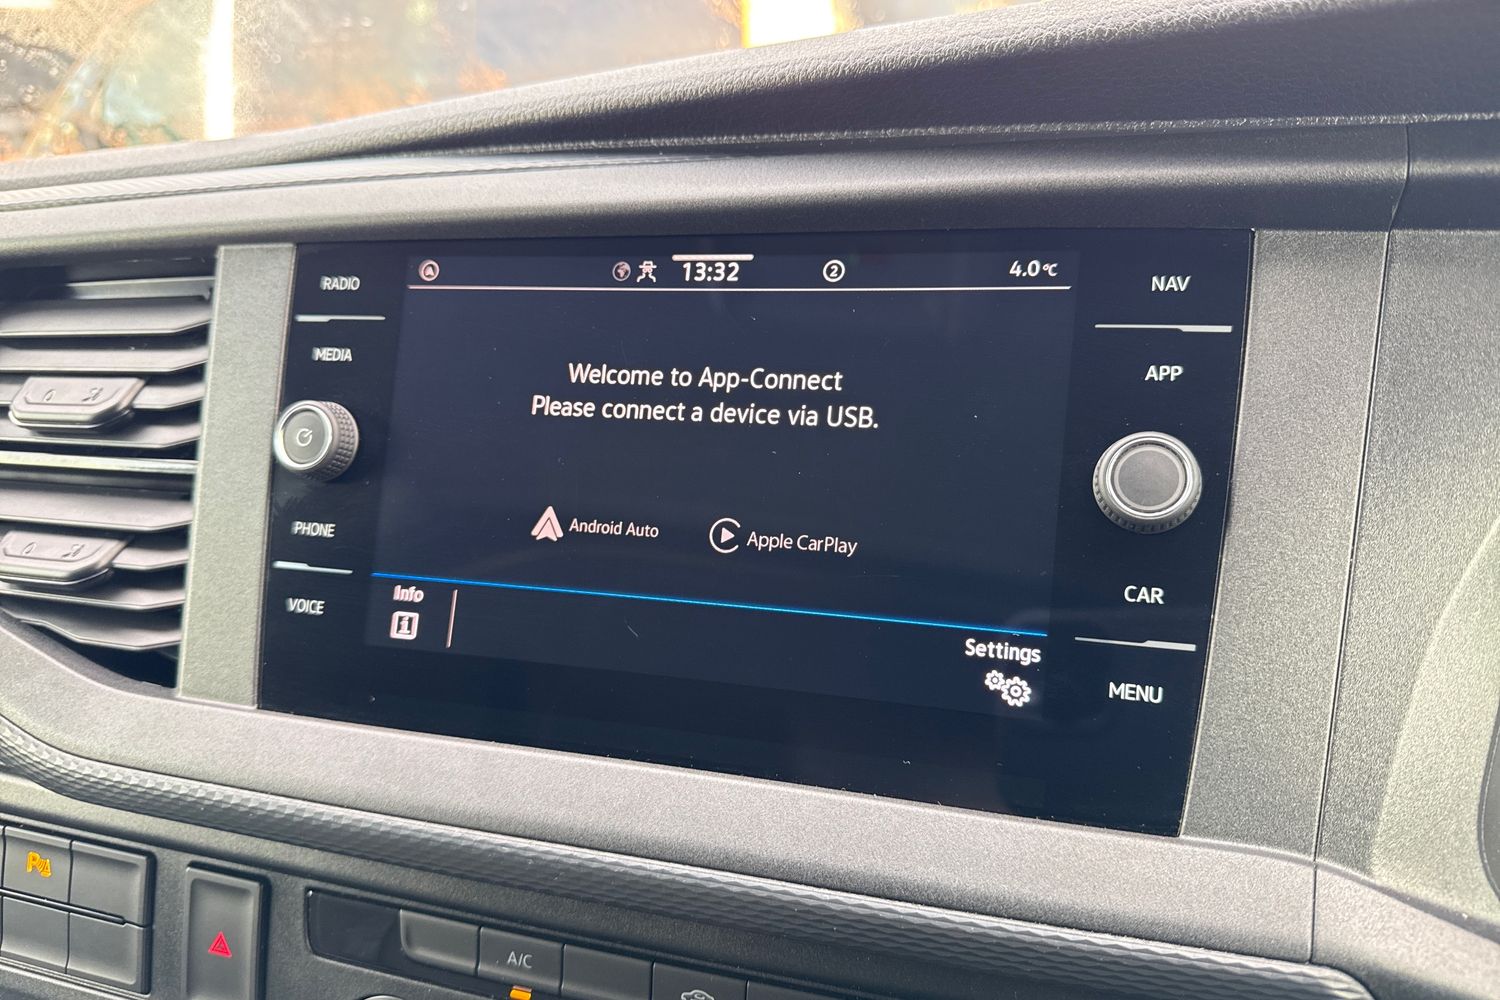 RADIO
MEDIA
PHONE
VOICE
13:32
2
4.0°C
Welcome to App-Connect
Please connect a device via USB.
Android Auto
Apple CarPlay
Info
i
Settings
NAV
APP
CAR
MENU
P
A/C